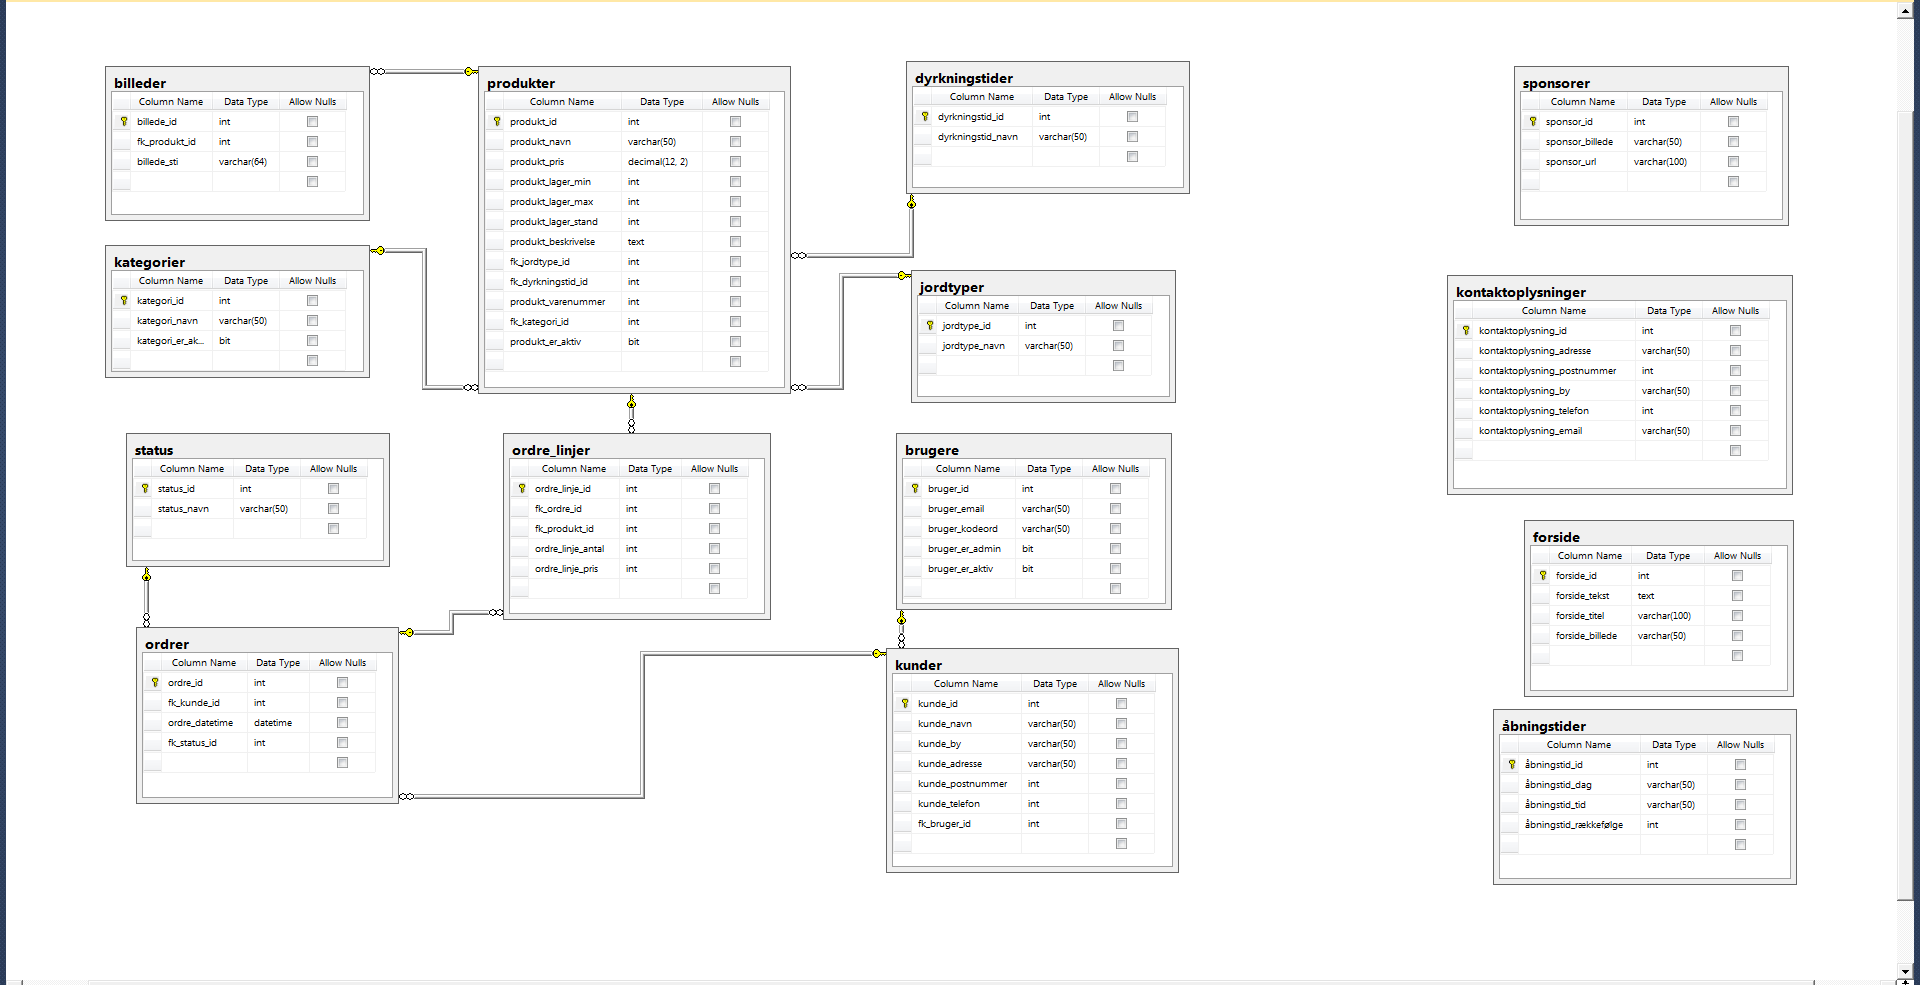 billeder
Column Name Data Type Allow Nulls
billede_id int
fk_produkt_id int
billede_sti varchar(64)
produkter
Column Name Data Type Allow Nulls
produkt_id int
produkt_navn varchar(50)
produkt_pris decimal(12, 2)
produkt_lager_min int
produkt_lager_max int
produkt_lager_stand int
produkt_beskrivelse text
fk_jordtype_id int
fk_dyrkningstid_id int
produkt_varenummer int
fk_kategori_id int
produkt_er_aktiv bit
dyrkningstider
Column Name Data Type Allow Nulls
dyrkningstid_id int
dyrkningstid_navn varchar(50)
sponsorer
Column Name Data Type Allow Nulls
sponsor_id int
sponsor_billede varchar(50)
sponsor_url varchar(100)
kategorier
Column Name Data Type Allow Nulls
kategori_id int
kategori_navn varchar(50)
kategori_er_ak... bit
jordtyper
Column Name Data Type Allow Nulls
jordtype_id int
jordtype_navn varchar(50)
kontaktoplysninger
Column Name Data Type Allow Nulls
kontaktoplysning_id int
kontaktoplysning_adresse varchar(50)
kontaktoplysning_postnummer int
kontaktoplysning_by varchar(50)
kontaktoplysning_telefon int
kontaktoplysning_email varchar(50)
status
Column Name Data Type Allow Nulls
status_id int
status_navn varchar(50)
ordre_linjer
Column Name Data Type Allow Nulls
ordre_linje_id int
fk_ordre_id int
fk_produkt_id int
ordre_linje_antal int
ordre_linje_pris int
brugere
Column Name Data Type Allow Nulls
bruger_id int
bruger_email varchar(50)
bruger_kodeord varchar(50)
bruger_er_admin bit
bruger_er_aktiv bit
forside
Column Name Data Type Allow Nulls
forside_id int
forside_tekst text
forside_titel varchar(100)
forside_billede varchar(50)
ordrer
Column Name Data Type Allow Nulls
ordre_id int
fk_kunde_id int
ordre_datetime datetime
fk_status_id int
kunder
Column Name Data Type Allow Nulls
kunde_id int
kunde_navn varchar(50)
kunde_by varchar(50)
kunde_adresse varchar(50)
kunde_postnummer int
kunde_telefon int
fk_bruger_id int
åbningstider
Column Name Data Type Allow Nulls
åbningstid_id int
åbningstid_dag varchar(50)
åbningstid_tid varchar(50)
åbningstid_rækkefølge int